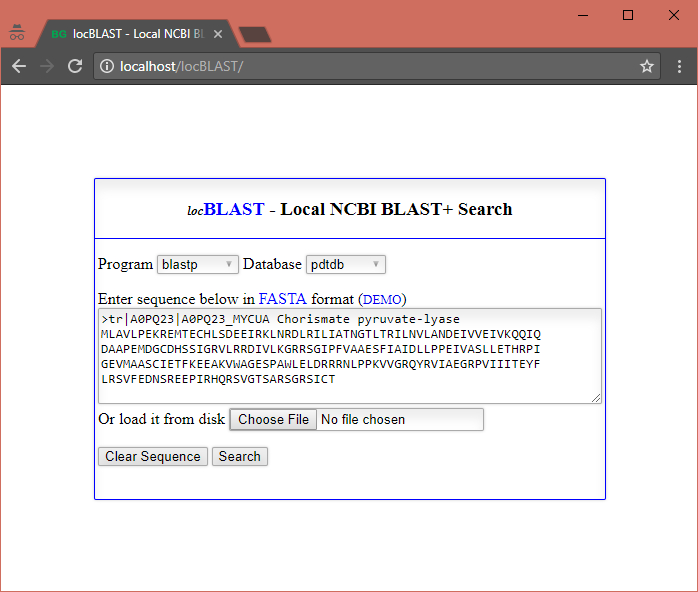 BG locBLAST - Local NCBI BL
localhost/locBLAST/
locBLAST - Local NCBI BLAST+ Search
Program blastp Database pdtdb
Enter sequence below in FASTA format (DEMO)
>tr|A0PQ23|A0PQ23_MYCUA Chorismate pyruvate-lyase
MLAVLPEKREMTECHLSDEEIRKLNRDLRILIATNGTLTRILNVLANDEIVVEIVKQQIQ
DAAPEMDGCDHSSIGRVLRRDIVLKGRRSGIPFVAAESFIAIDLLPPEIVASLLETHRPI
GEVMAASCIETFKEEAKVWAGESPAWLELDRRRNLPPKVVGRQYRVIAEGRPVIIITEYF
LRSVFEDNSREEPIRHQRSVGTSARSGRSICT
Or load it from disk Choose File No file chosen
Clear Sequence Search